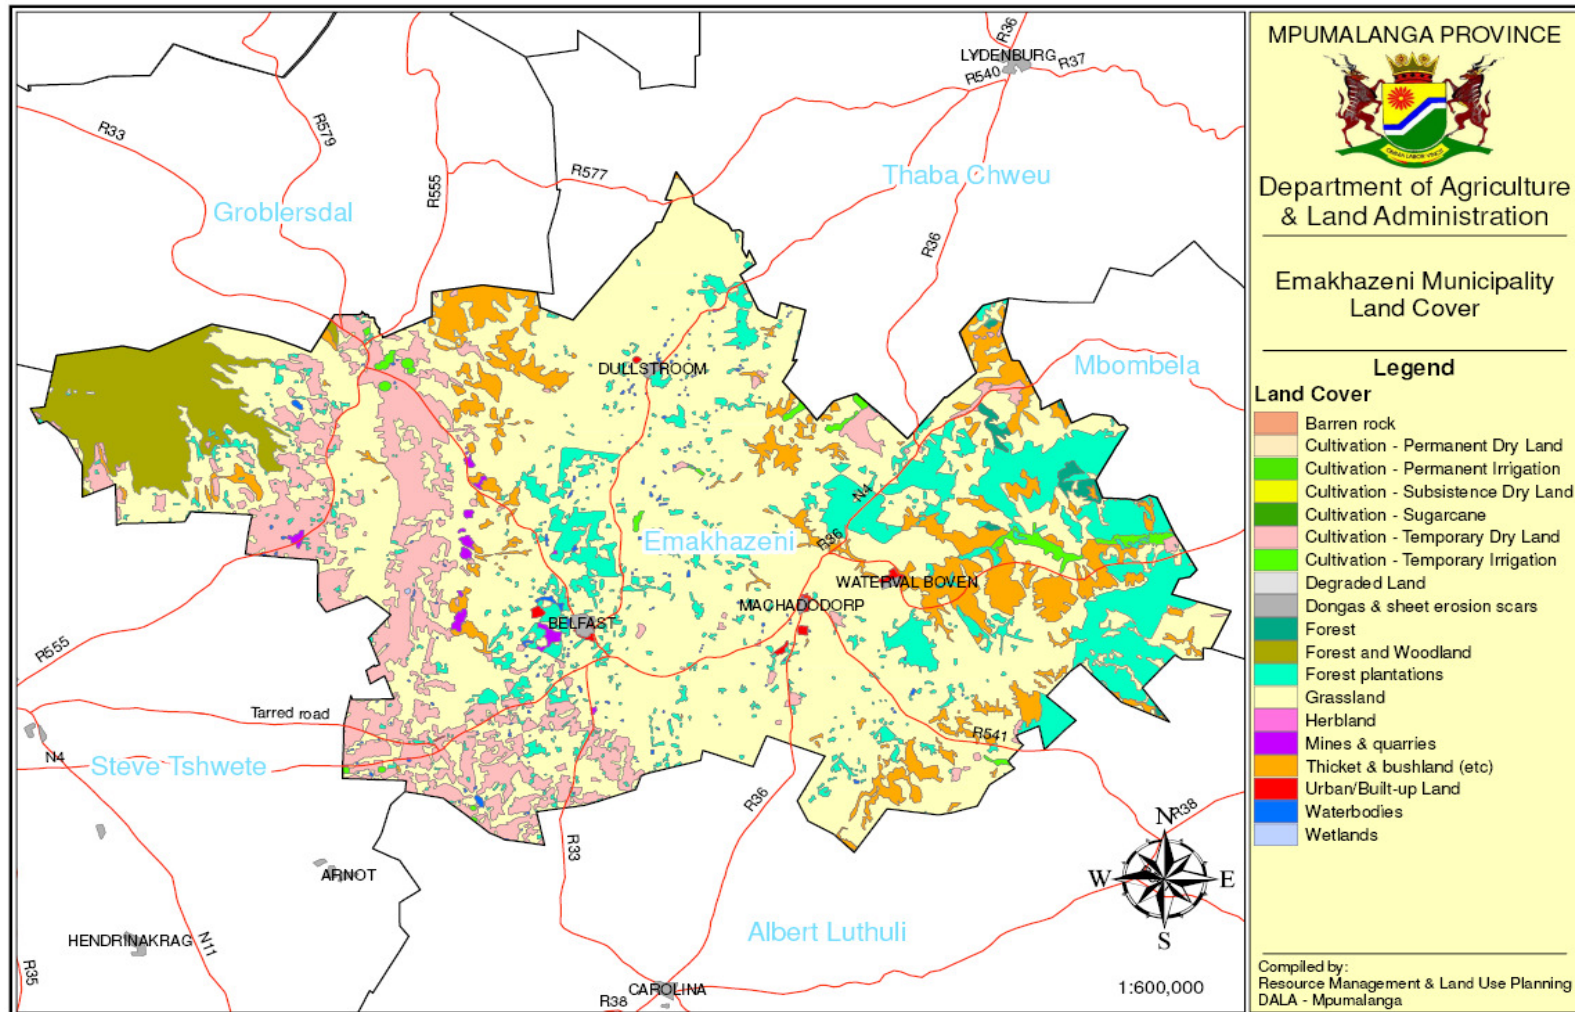 R36
LYDENBURG
R540
R37
R33
R579
R555
R577
Thaba Chweu
Groblersdal
R36
Mbombela
DULLSTROOM
N4
Emakhazeni
R36
WATERVAL BOVEN
MACHADODORP
BELFAST
R555
Tarred road
R541
N4
Steve Tshwete
R36
R38
N
R33
ARNOT
W
E
S
HENDRINAKRAG
N11
Albert Luthuli
R35
CAROLINA
R38
1:600,000
MPUMALANGA PROVINCE
OMNIA LABOR VINCIT
Department of Agriculture
& Land Administration
Emakhazeni Municipality
Land Cover
Legend
Land Cover
Barren rock
Cultivation - Permanent Dry Land
Cultivation - Permanent Irrigation
Cultivation - Subsistence Dry Land
Cultivation - Sugarcane
Cultivation - Temporary Dry Land
Cultivation - Temporary Irrigation
Degraded Land
Dongas & sheet erosion scars
Forest
Forest and Woodland
Forest plantations
Grassland
Herbland
Mines & quarries
Thicket & bushland (etc)
Urban/Built-up Land
Waterbodies
Wetlands
Compiled by:
Resource Management & Land Use Planning
DALA - Mpumalanga